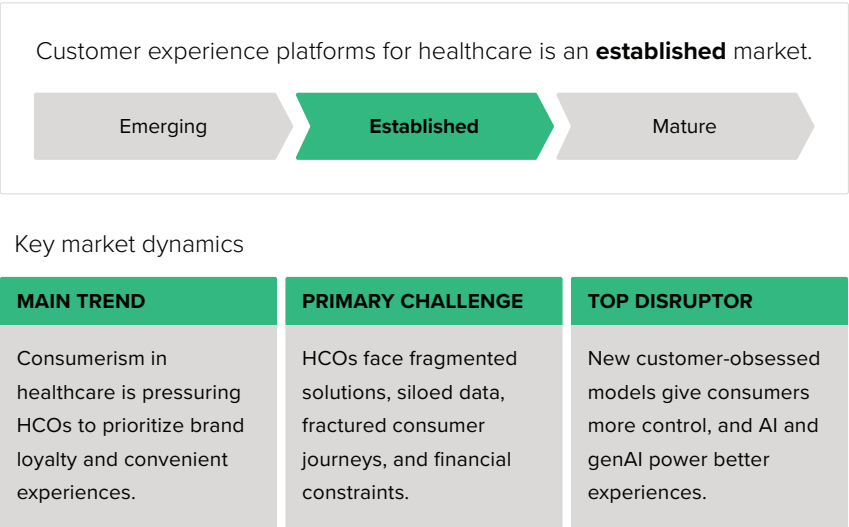 Customer experience platforms for healthcare is an established market.
Emerging
Established
Mature
Key market dynamics
MAIN TREND
Consumerism in
healthcare is pressuring
HCOs to prioritize brand
loyalty and convenient
experiences.
PRIMARY CHALLENGE
HCOs face fragmented
solutions, siloed data,
fractured consumer
journeys, and financial
constraints.
TOP DISRUPTOR
New customer-obsessed
models give consumers
more control, and AI and
genAI power better
experiences.